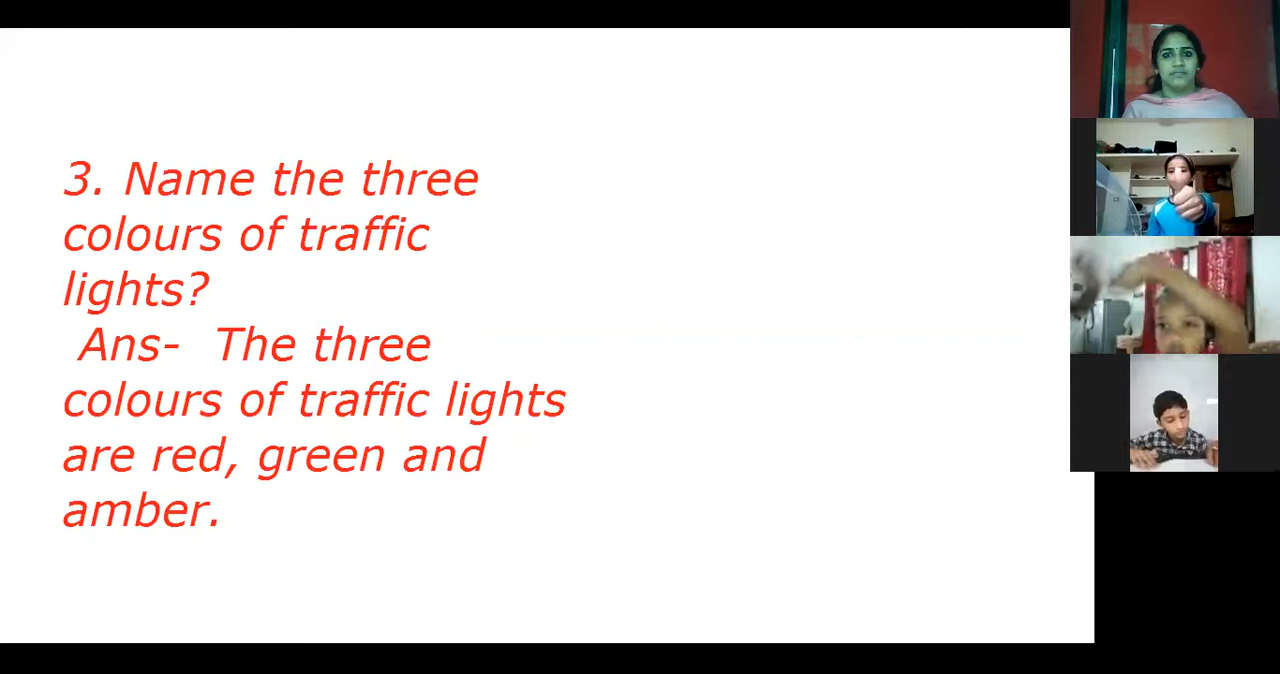 3. Name the three
colours of traffic
lights?
Ans- The three
colours of traffic lights
are red, green and
amber.